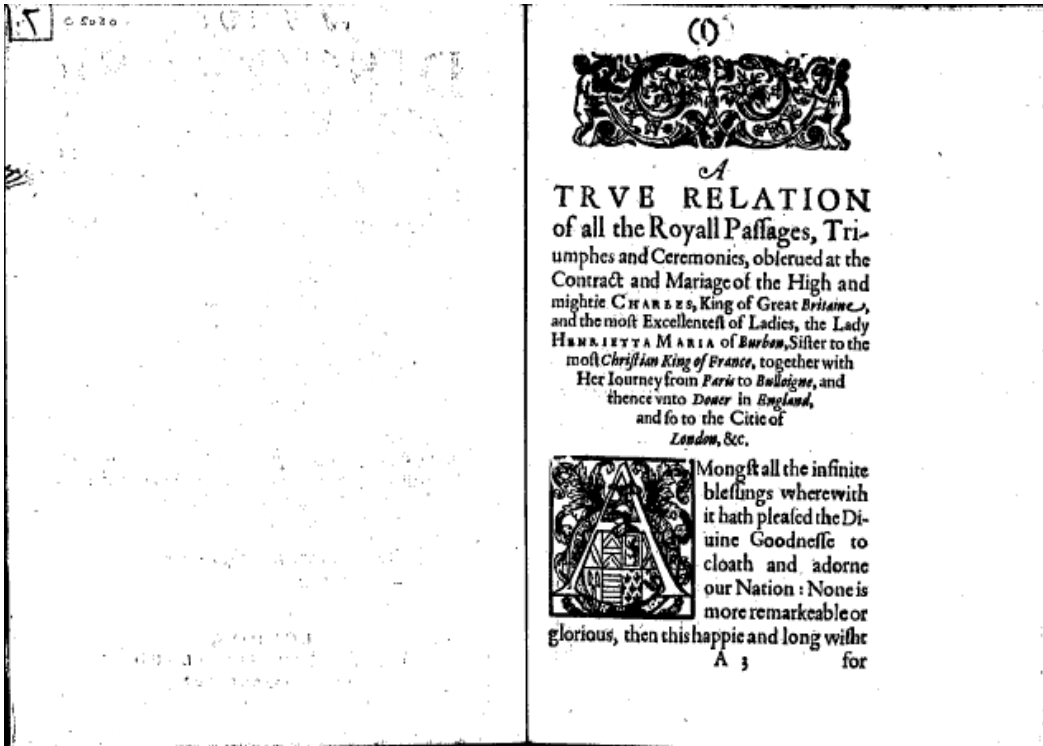 C 5030
(1)
A
TRVE RELATION
of all the Royall Paſſages, Tri-
umphes and Ceremonies, obſerued at the
Contract and Mariage of the High and
mightie CHARLES, King of Great Britaine,
and the moſt Excellenteſt of Ladies, the Lady
HENRIETTA MARIA of Burbon, Siſter to the
moſt Chriſtian King of France, together with
Her Iourney from Paris to Bulloigne, and
thence vnto Douer in England,
and ſo to the Citie of
London, &c.
AMongſt all the infinite
bleſſings wherewith
it hath pleaſed the Di-
uine Goodneſſe to
cloath and adorne
our Nation : None is
more remarkeable or
glorious, then this happie and long wiſht
A 3 for